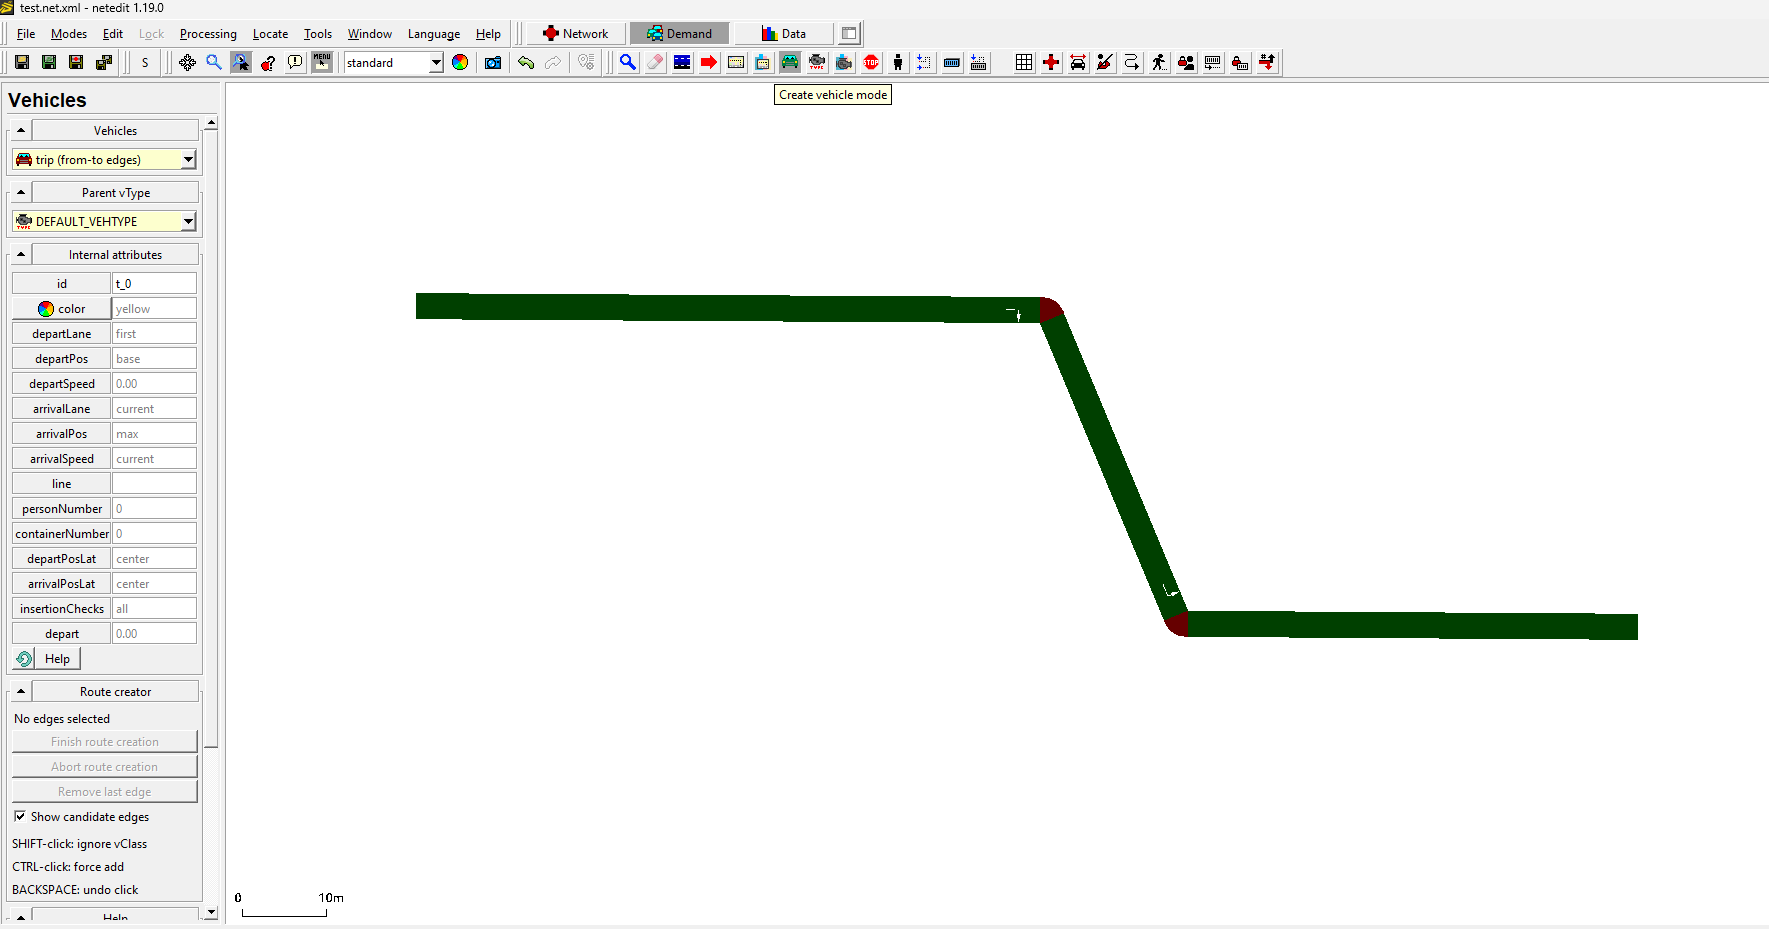 test.net.xml - netedit 1.19.0
File Modes Edit Lock Processing Locate Tools Window Language Help Network Demand Data
S MENU standard TYPE STOP
Create vehicle mode
Vehicles
Vehicles
trip (from-to edges)
Parent vType
TYPE DEFAULT_VEHTYPE
Internal attributes
id t_0
color yellow
departLane first
departPos base
departSpeed 0.00
arrivalLane current
arrivalPos max
arrivalSpeed current
line
personNumber 0
containerNumber 0
departPosLat center
arrivalPosLat center
insertionChecks all
depart 0.00
Help
Route creator
No edges selected
Finish route creation
Abort route creation
Remove last edge
Show candidate edges
SHIFT-click: ignore vClass
CTRL-click: force add
BACKSPACE: undo click
Help
0 10m